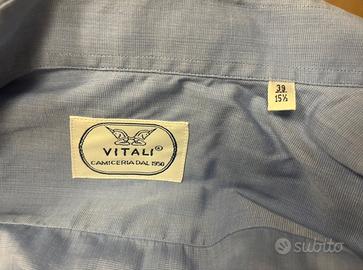 39
15½
VITALI®
CAMICERIA DAL 1950
subito